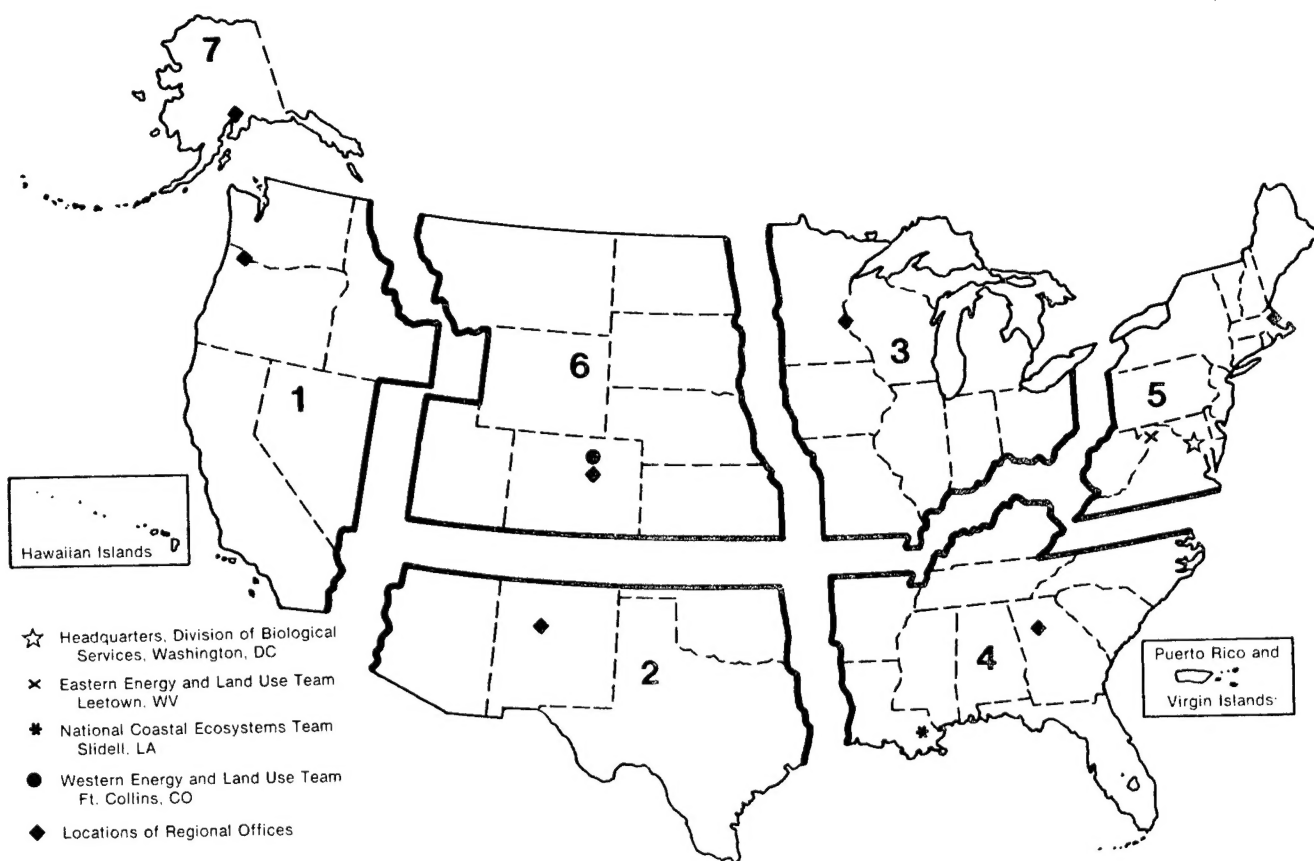 7
6
3
1
5
Hawaiian Islands
2
4
Puerto Rico and
Virgin Islands
Headquarters, Division of Biological
Services, Washington, DC
Eastern Energy and Land Use Team
Leetown, WV
National Coastal Ecosystems Team
Slidell, LA
Western Energy and Land Use Team
Ft. Collins, CO
Locations of Regional Offices